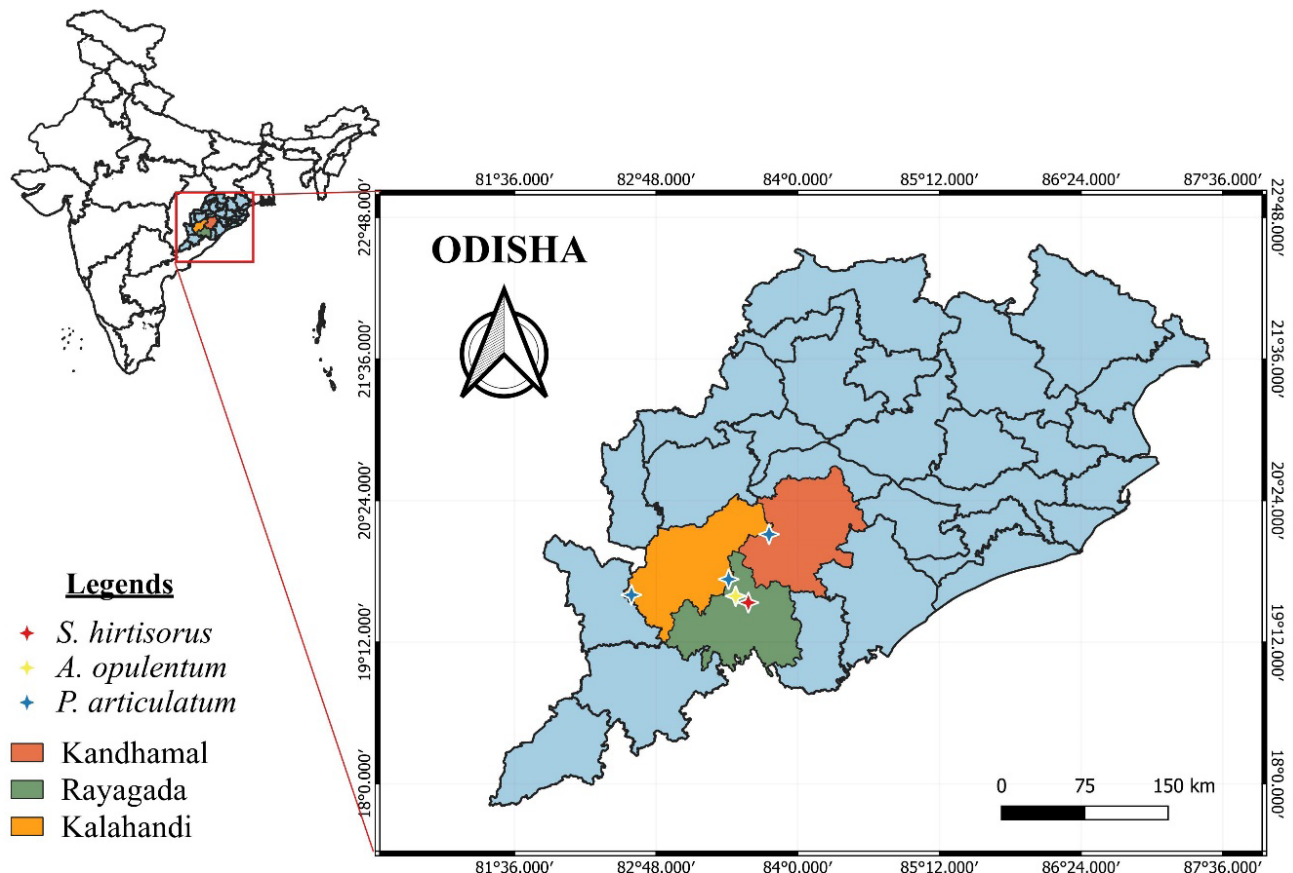 81°36.000′ 82°48.000′ 84°0.000′ 85°12.000′ 86°24.000′ 87°36.000′
22°48.000′ 22°48.000′
ODISHA
21°36.000′ 21°36.000′
20°24.000′ 20°24.000′
19°12.000′ 19°12.000′
18°0.000′ 18°0.000′
Legends
S. hirtisorus
A. opulentum
P. articulatum
Kandhamal
Rayagada
Kalahandi
0 75 150 km
81°36.000′ 82°48.000′ 84°0.000′ 85°12.000′ 86°24.000′ 87°36.000′